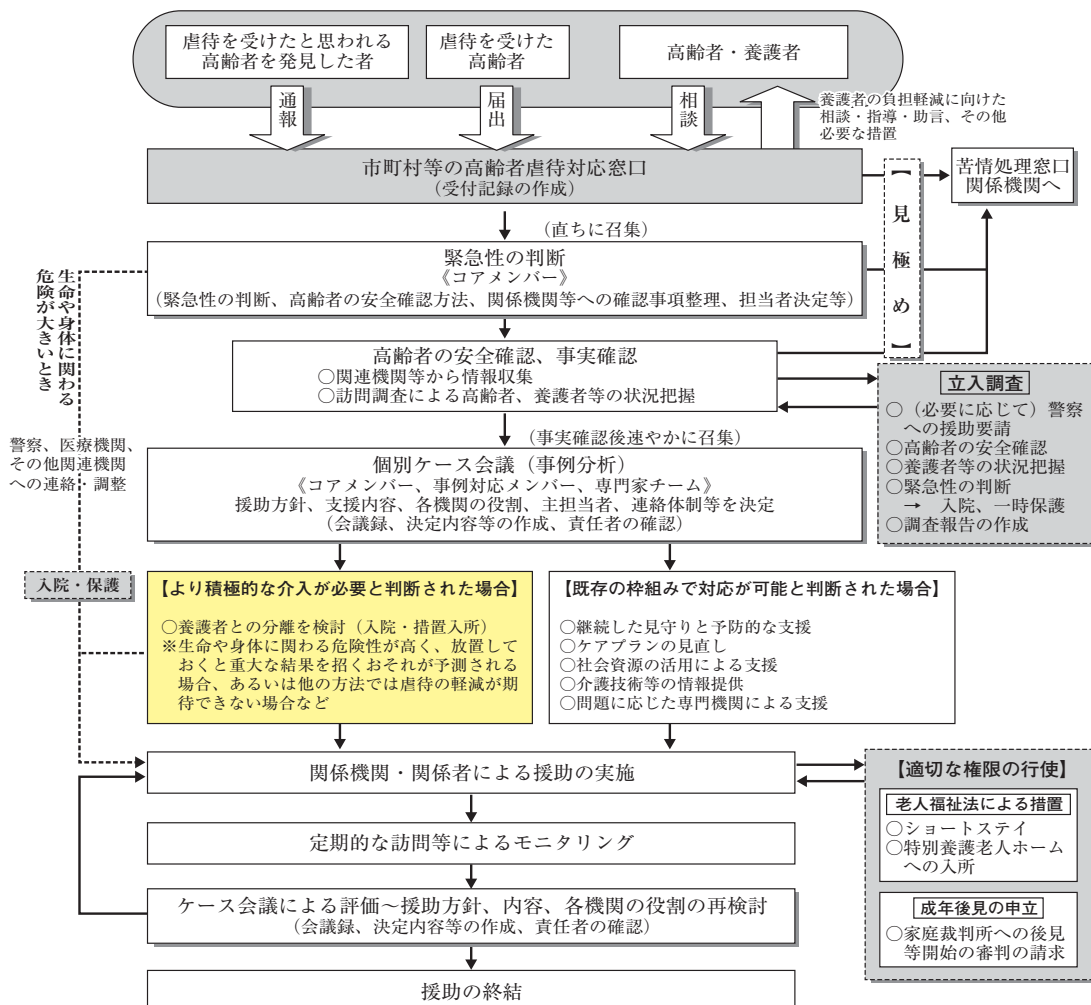 虐待を受けたと思われる
高齢者を発見した者
虐待を受けた
高齢者
高齢者・養護者
通報
届出
相談
養護者の負担軽減に向けた
相談・指導・助言、その他
必要な措置
市町村等の高齢者虐待対応窓口
(受付記録の作成)
【見極め】
苦情処理窓口
関係機関へ
(直ちに召集)
緊急性の判断
《コアメンバー》
(緊急性の判断、高齢者の安全確認方法、関係機関等への確認事項整理、担当者決定等)
生命や身体に関わる
危険が大きいとき
高齢者の安全確認、事実確認
○関連機関等から情報収集
○訪問調査による高齢者、養護者等の状況把握
立入調査
○(必要に応じて)警察
への援助要請
○高齢者の安全確認
○養護者等の状況把握
○緊急性の判断
→ 入院、一時保護
○調査報告の作成
(事実確認後速やかに召集)
警察、医療機関、
その他関連機関
への連絡・調整
個別ケース会議(事例分析)
《コアメンバー、事例対応メンバー、専門家チーム》
援助方針、支援内容、各機関の役割、主担当者、連絡体制等を決定
(会議録、決定内容等の作成、責任者の確認)
入院・保護
【より積極的な介入が必要と判断された場合】
○養護者との分離を検討(入院・措置入所)
※生命や身体に関わる危険性が高く、放置して
おくと重大な結果を招くおそれが予測される
場合、あるいは他の方法では虐待の軽減が期
待できない場合など
【既存の枠組みで対応が可能と判断された場合】
○継続した見守りと予防的な支援
○ケアプランの見直し
○社会資源の活用による支援
○介護技術等の情報提供
○問題に応じた専門機関による支援
関係機関・関係者による援助の実施
【適切な権限の行使】
老人福祉法による措置
○ショートステイ
○特別養護老人ホーム
への入所
成年後見の申立
○家庭裁判所への後見
等開始の審判の請求
定期的な訪問等によるモニタリング
ケース会議による評価~援助方針、内容、各機関の役割の再検討
(会議録、決定内容等の作成、責任者の確認)
援助の終結